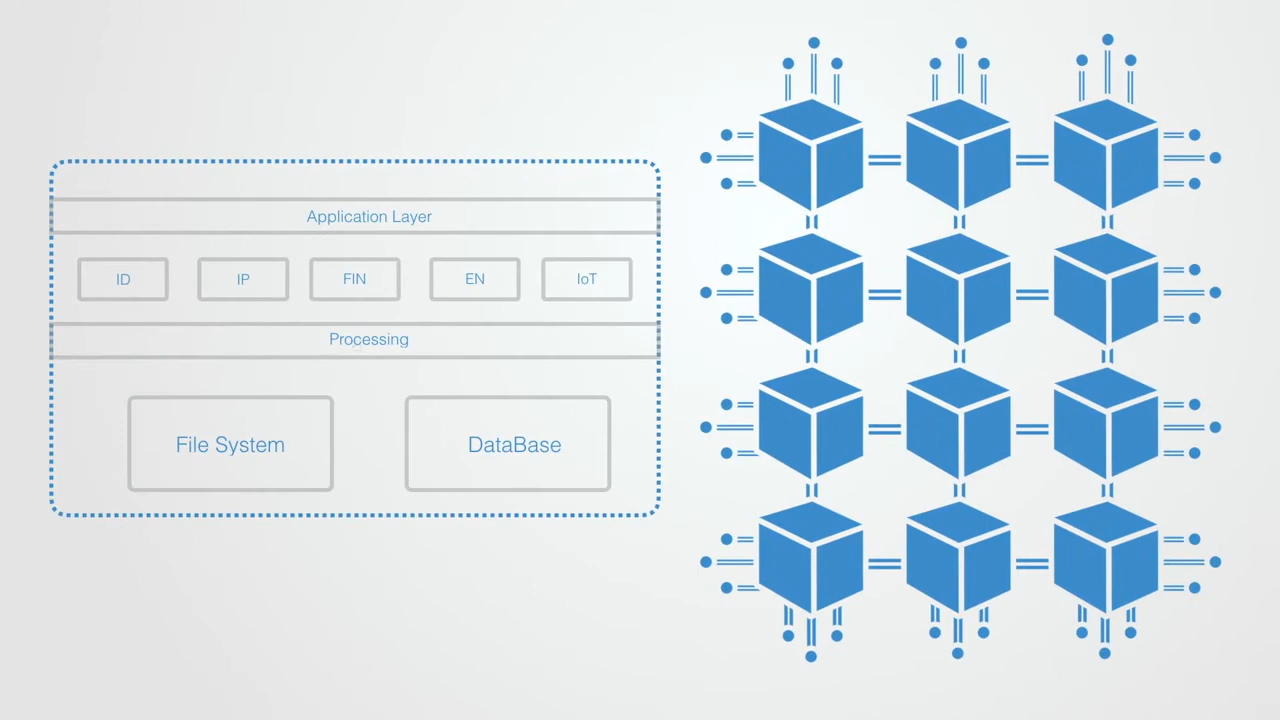 Application Layer
ID IP FIN EN IoT
Processing
File System DataBase